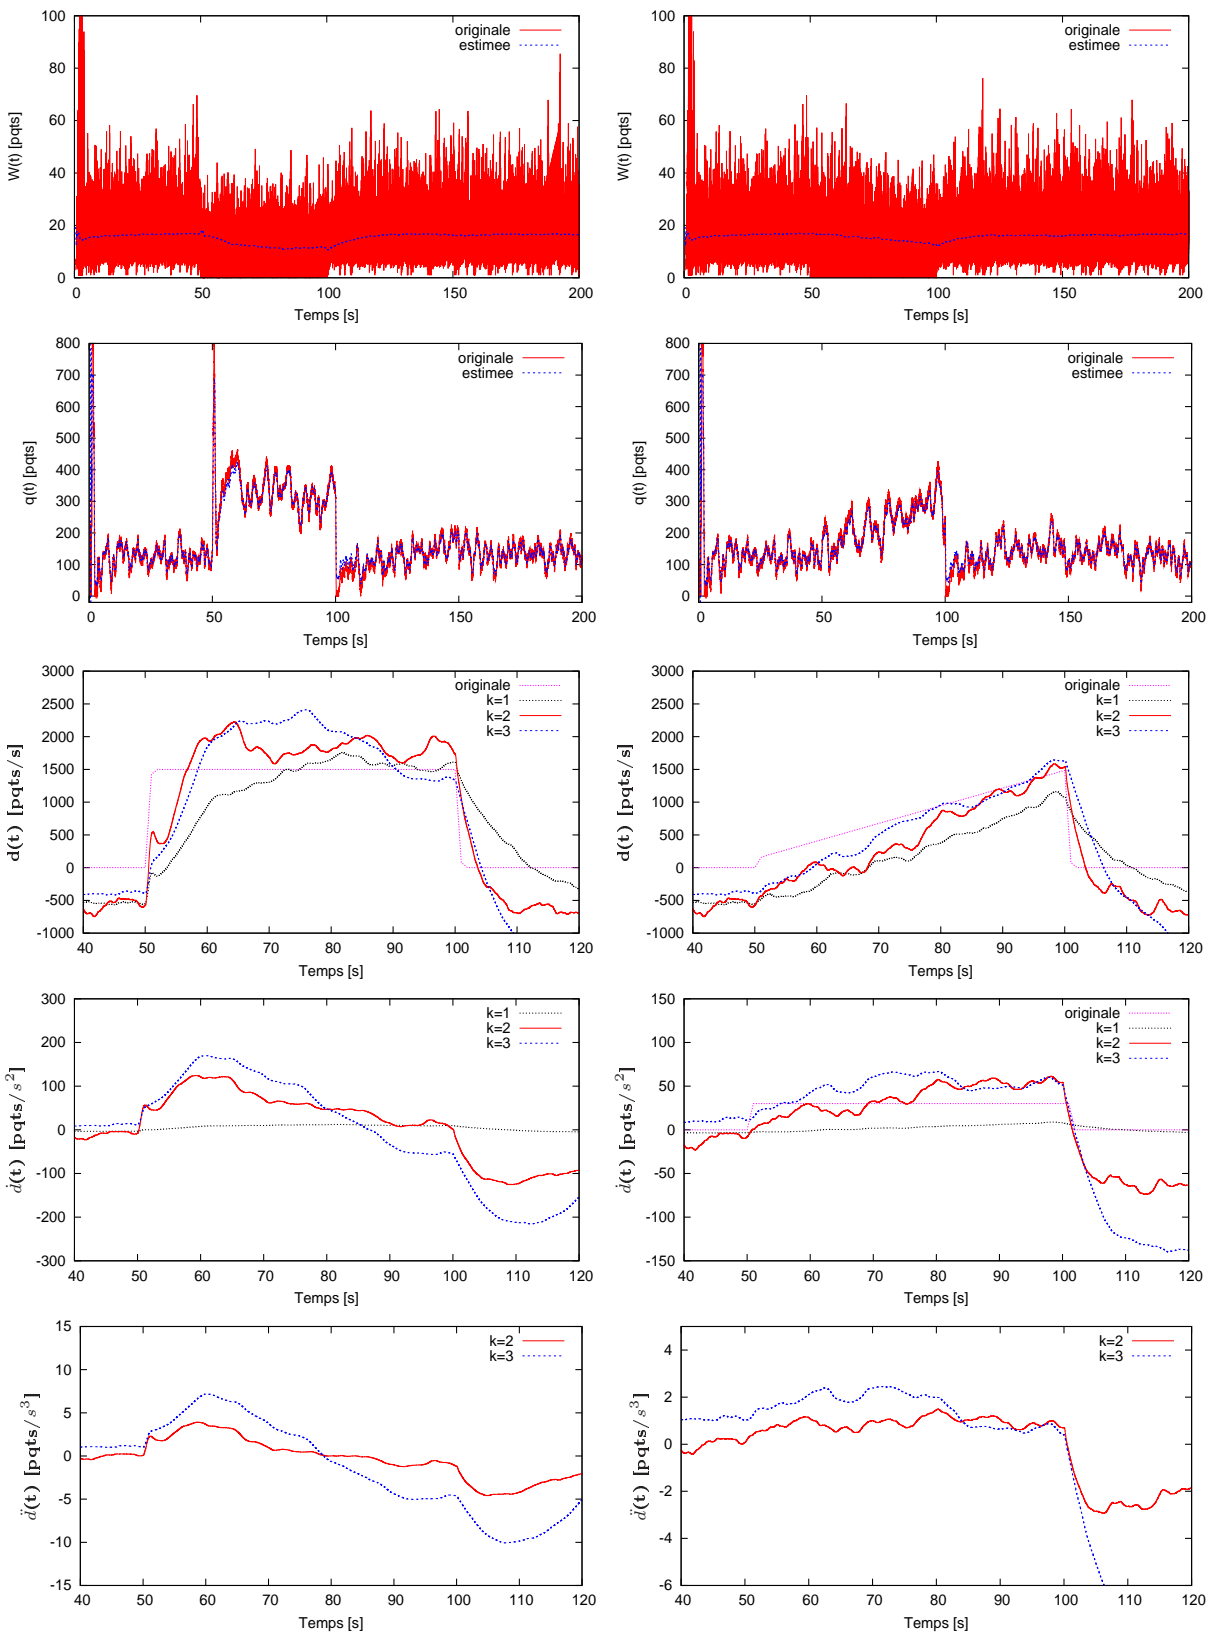 100
80
60
40
20
0
W(t) [pqts]
originale
estimee
0 50 100 150 200
Temps [s]
100
80
60
40
20
0
W(t) [pqts]
originale
estimee
0 50 100 150 200
Temps [s]
800
700
600
500
400
300
200
100
0
q(t) [pqts]
originale
estimee
0 50 100 150 200
Temps [s]
800
700
600
500
400
300
200
100
0
q(t) [pqts]
originale
estimee
0 50 100 150 200
Temps [s]
3000
2500
2000
1500
1000
500
0
-500
-1000
d(t) [pqts/s]
originale
k=1
k=2
k=3
40 50 60 70 80 90 100 110 120
Temps [s]
3000
2500
2000
1500
1000
500
0
-500
-1000
d(t) [pqts/s]
originale
k=1
k=2
k=3
40 50 60 70 80 90 100 110 120
Temps [s]
300
200
100
0
-100
-200
-300
ḋ(t) [pqts/s²]
k=1
k=2
k=3
40 50 60 70 80 90 100 110 120
Temps [s]
150
100
50
0
-50
-100
-150
ḋ(t) [pqts/s²]
originale
k=1
k=2
k=3
40 50 60 70 80 90 100 110 120
Temps [s]
15
10
5
0
-5
-10
-15
d̈(t) [pqts/s³]
k=2
k=3
40 50 60 70 80 90 100 110 120
Temps [s]
4
2
0
-2
-4
-6
d̈(t) [pqts/s³]
k=2
k=3
40 50 60 70 80 90 100 110 120
Temps [s]